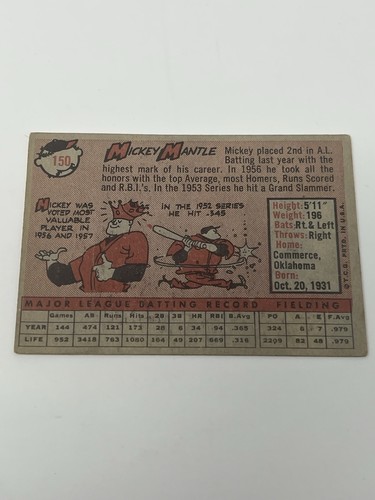 150
MICKEY MANTLE
Mickey placed 2nd in A.L.
Batting last year with the
highest mark of his career. In 1956 he took all the
honors with the top Average, most Homers, Runs Scored
and R.B.I.'s. In the 1953 Series he hit a Grand Slammer.
MICKEY WAS
VOTED MOST
VALUABLE
PLAYER IN
1956 AND 1957
IN THE 1952 SERIES
HE HIT .345
Height: 5'11"
Weight: 196
Bats: Rt. & Left
Throws: Right
Home:
Commerce,
Oklahoma
Born:
Oct. 20, 1931
©T.C.G. PRTD. IN U.S.A.
MAJOR LEAGUE BATTING RECORD FIELDING
Games AB Runs Hits 2B 3B HR RBI B.Avg. PO A E F.Avg
YEAR 144 474 121 173 28 6 34 94 .365 324 6 7 .979
LIFE 952 3418 763 1080 164 49 207 669 .315 2209 82 48 .979